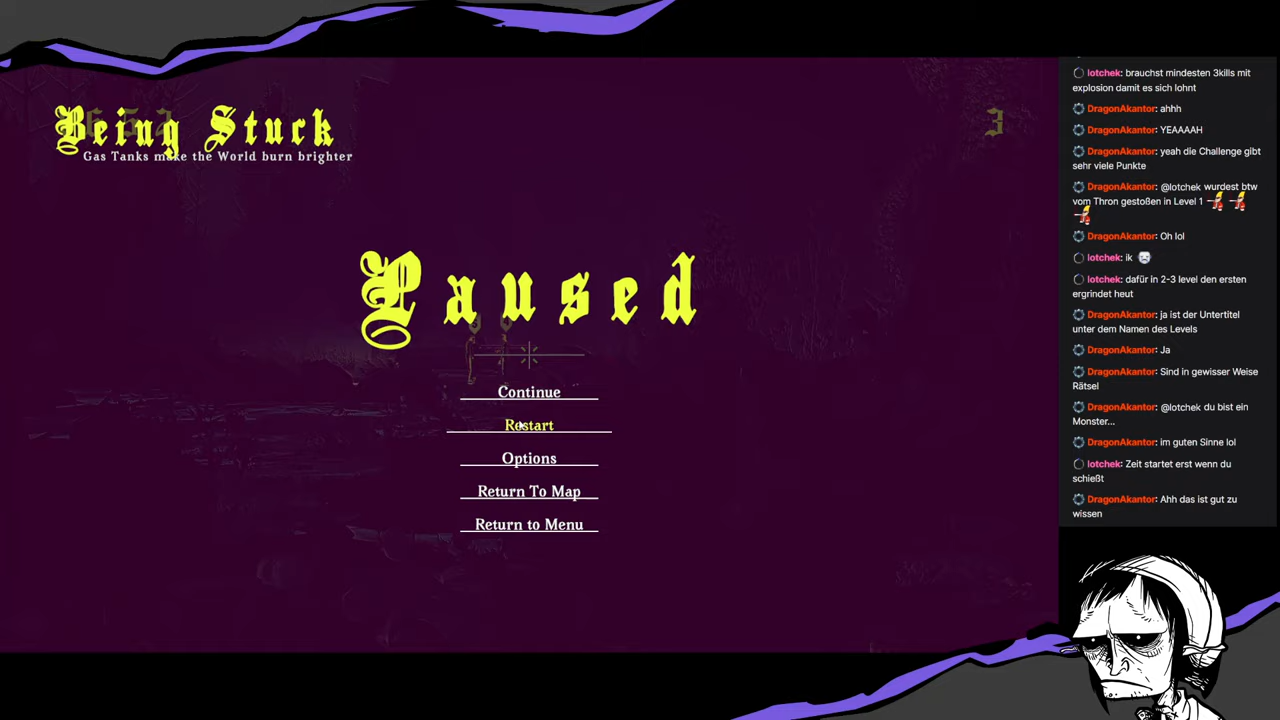 Being Stuck
Gas Tanks make the World burn brighter
3
Paused
Continue
Restart
Options
Return To Map
Return to Menu
lotchek: brauchst mindesten 3kills mit
explosion damit es sich lohnt
DragonAkantor: ahhh
DragonAkantor: YEAAAAH
DragonAkantor: yeah die Challenge gibt
sehr viele Punkte
DragonAkantor: @lotchek wurdest btw
vom Thron gestoßen in Level 1
DragonAkantor: Oh lol
lotchek: ik
lotchek: dafür in 2-3 level den ersten
ergrindet heut
DragonAkantor: ja ist der Untertitel
unter dem Namen des Levels
DragonAkantor: Ja
DragonAkantor: Sind in gewisser Weise
Rätsel
DragonAkantor: @lotchek du bist ein
Monster...
DragonAkantor: im guten Sinne lol
lotchek: Zeit startet erst wenn du
schießt
DragonAkantor: Ahh das ist gut zu
wissen